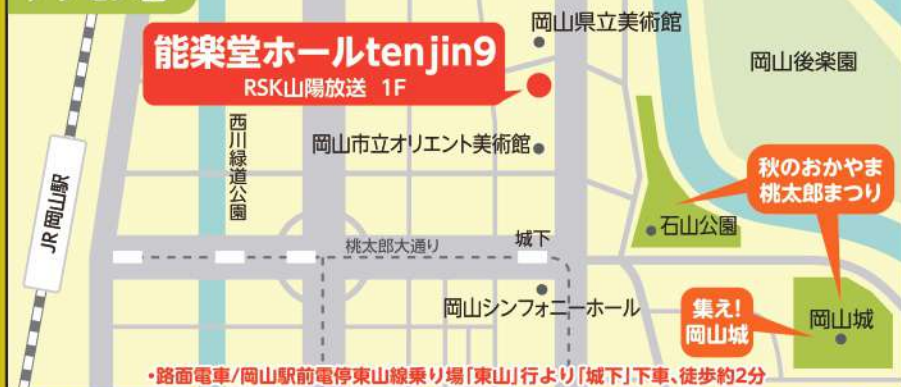 岡山県立美術館
能楽堂ホールtenjin9
RSK山陽放送 1F
岡山後楽園
西川緑道公園
岡山市立オリエント美術館
JR岡山駅
秋のおかやま
桃太郎まつり
石山公園
桃太郎大通り
城下
岡山シンフォニーホール
集え!
岡山城
岡山城
・路面電車/岡山駅前電停東山線乗り場「東山」行より「城下」下車、徒歩約2分